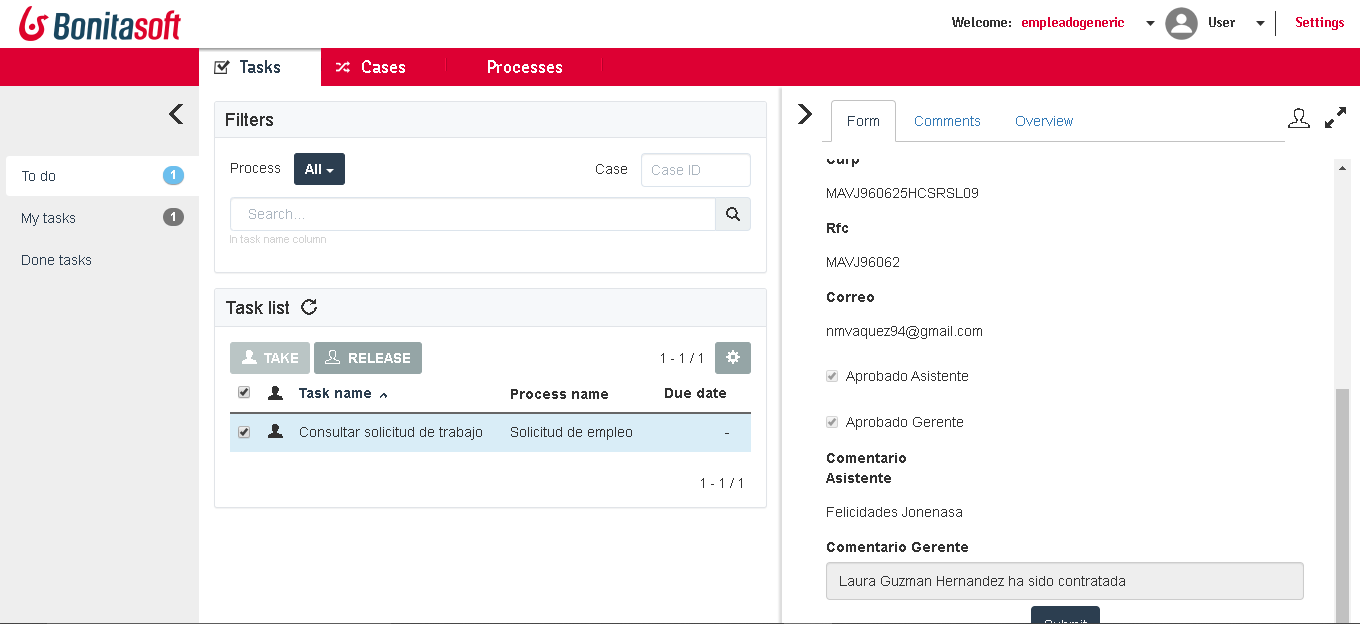 Bonitasoft
Welcome: empleadogeneric User Settings
Tasks Cases Processes
To do 1
My tasks 1
Done tasks
Filters
Process All Case Case ID
Search...
In task name column
Task list
TAKE RELEASE 1 - 1 / 1
Task name Process name Due date
Consultar solicitud de trabajo Solicitud de empleo -
1 - 1 / 1
Form Comments Overview
Curp
MAVJ960625HCSRSL09
Rfc
MAVJ96062
Correo
nmvaquez94@gmail.com
Aprobado Asistente
Aprobado Gerente
Comentario
Asistente
Felicidades Jonenasa
Comentario Gerente
Laura Guzman Hernandez ha sido contratada
Submit